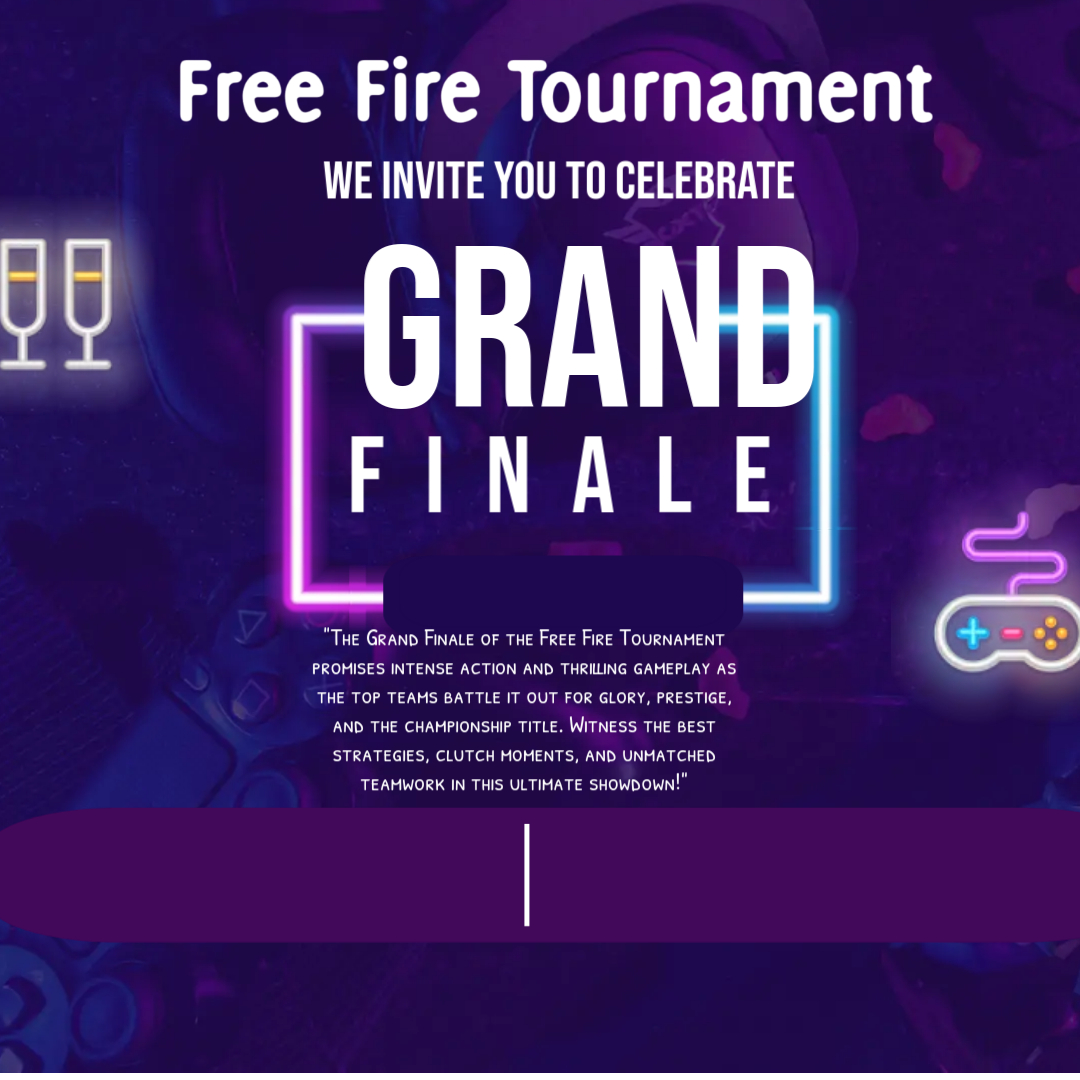 Free Fire Tournament
WE INVITE YOU TO CELEBRATE
GRAND
FINALE
"The Grand Finale of the Free Fire Tournament
promises intense action and thrilling gameplay as
the top teams battle it out for glory, prestige,
and the championship title. Witness the best
strategies, clutch moments, and unmatched
teamwork in this ultimate showdown!"